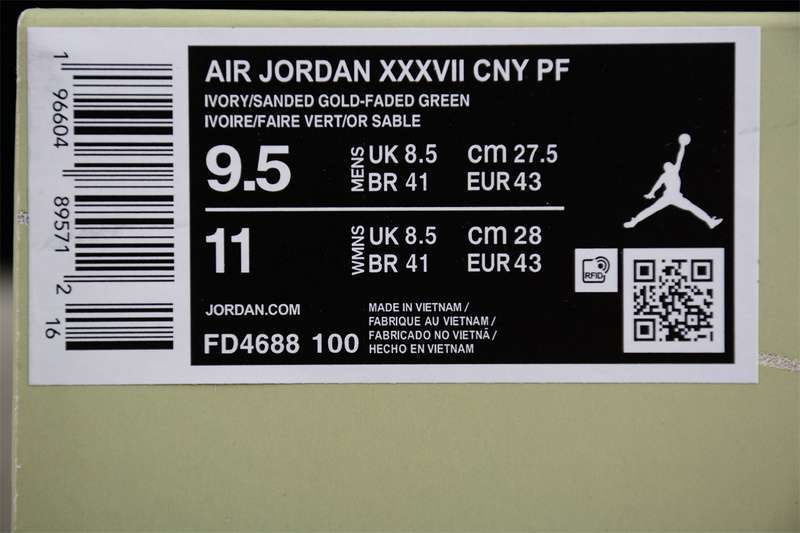 1 96604 89571 2 16
AIR JORDAN XXXVII CNY PF
IVORY/SANDED GOLD-FADED GREEN
IVOIRE/FAIRE VERT/OR SABLE
9.5 MENS UK 8.5 cm 27.5
BR 41 EUR 43
11 WMNS UK 8.5 cm 28
BR 41 EUR 43
RFID
JORDAN.COM
FD4688 100
MADE IN VIETNAM /
FABRIQUE AU VIETNAM /
FABRICADO NO VIETNÃ /
HECHO EN VIETNAM